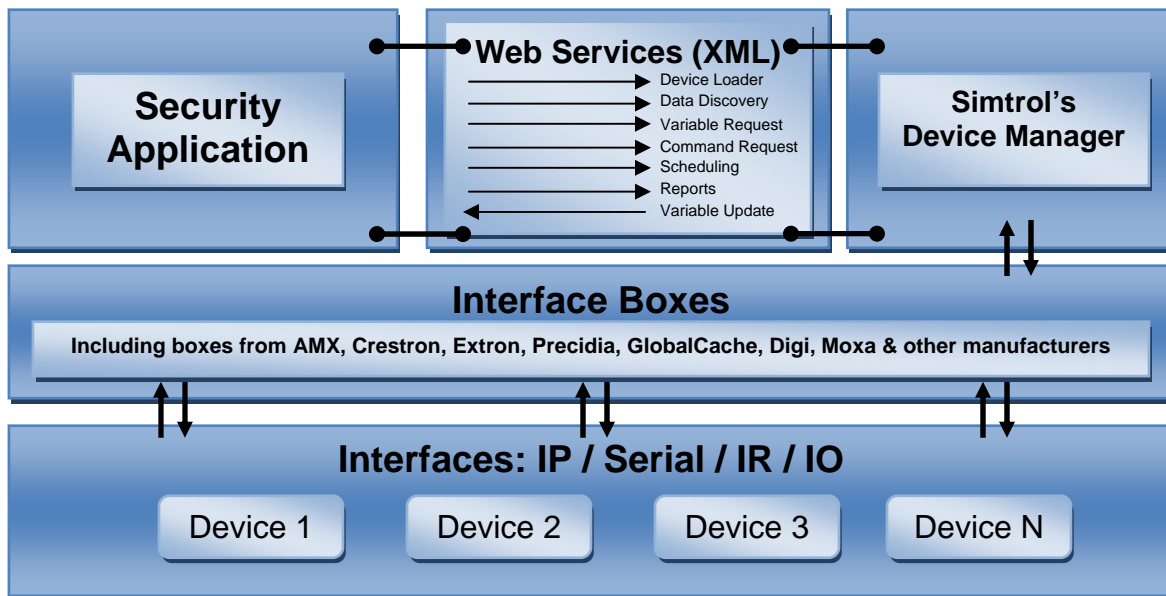 Security
Application
Web Services (XML)
Device Loader
Data Discovery
Variable Request
Command Request
Scheduling
Reports
Variable Update
Simtrol's
Device Manager
Interface Boxes
Including boxes from AMX, Crestron, Extron, Precidia, GlobalCache, Digi, Moxa & other manufacturers
Interfaces: IP / Serial / IR / IO
Device 1
Device 2
Device 3
Device N